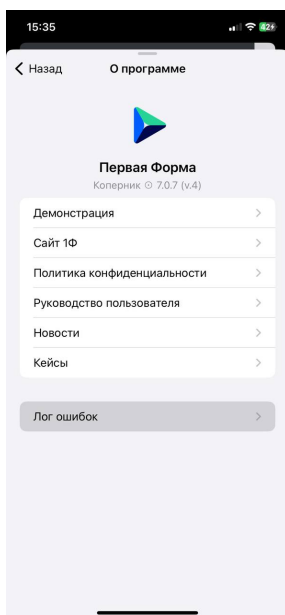 15:35
42
Назад
О программе
Первая Форма
Коперник ⊙ 7.0.7 (v.4)
Демонстрация
Сайт 1Ф
Политика конфиденциальности
Руководство пользователя
Новости
Кейсы
Лог ошибок